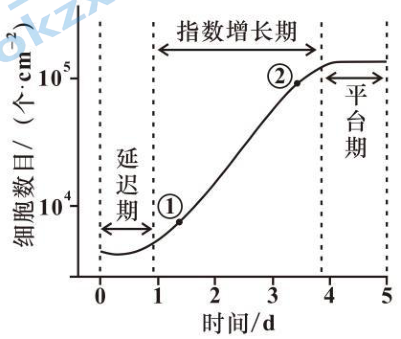 指数增长期
细胞数目/(个·cm⁻²)
10⁵
②
平台期
延迟期
10⁴
①
0 1 2 3 4 5
时间/d